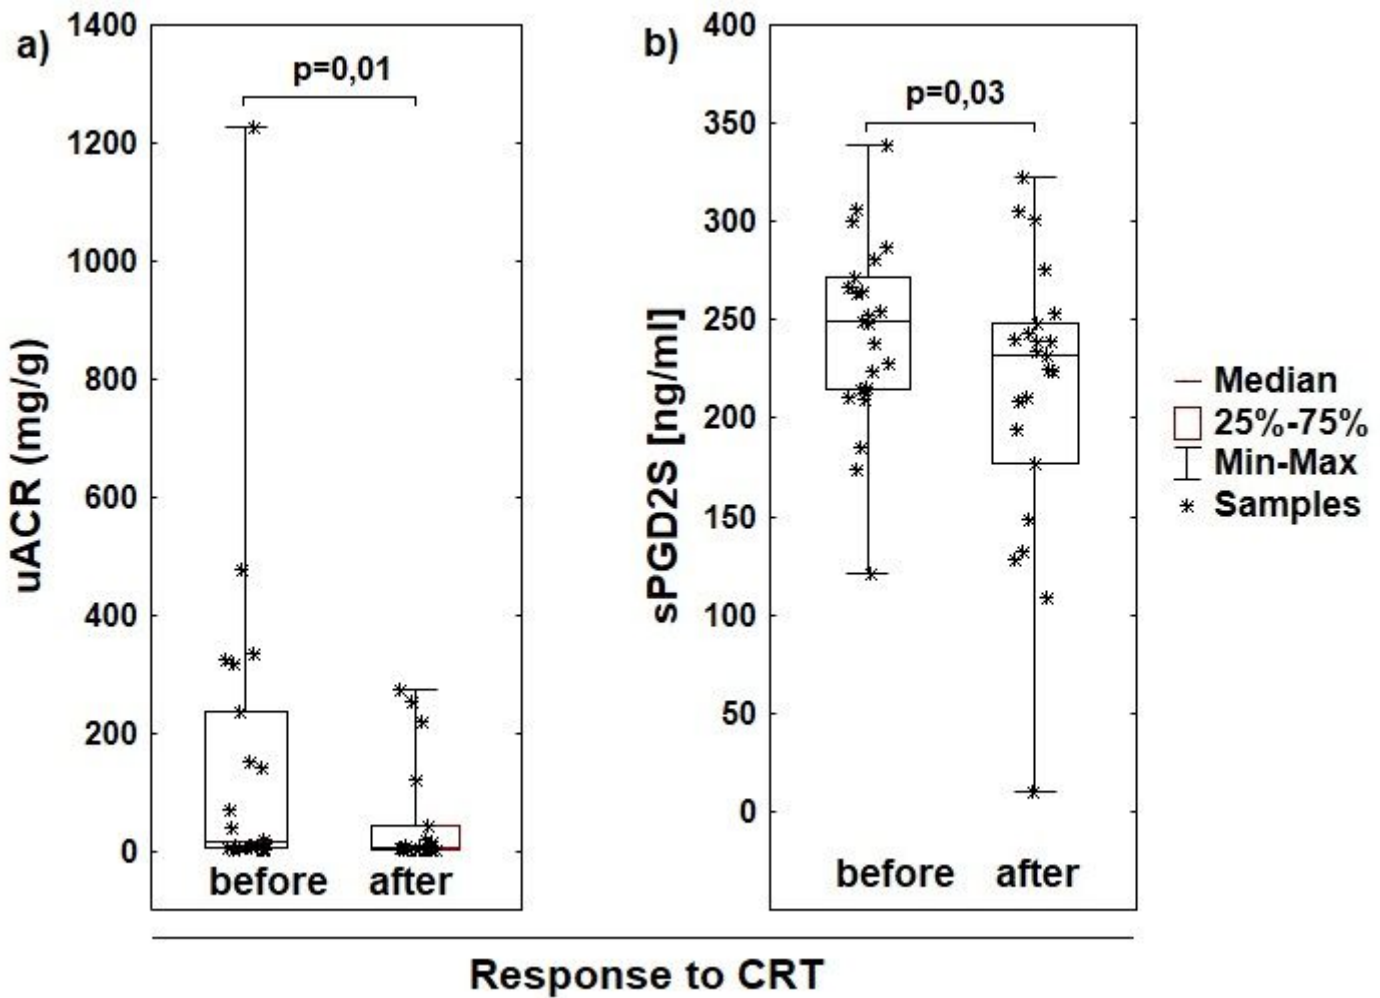 a)
p=0,01
1400
1200
1000
800
600
400
200
0
uACR (mg/g)
before after
b)
p=0,03
400
350
300
250
200
150
100
50
0
sPGD2S [ng/ml]
before after
Median
25%-75%
Min-Max
Samples
Response to CRT